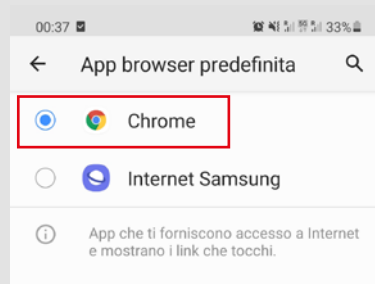 00:37 33%
App browser predefinita
Chrome
Internet Samsung
App che ti forniscono accesso a Internet
e mostrano i link che tocchi.